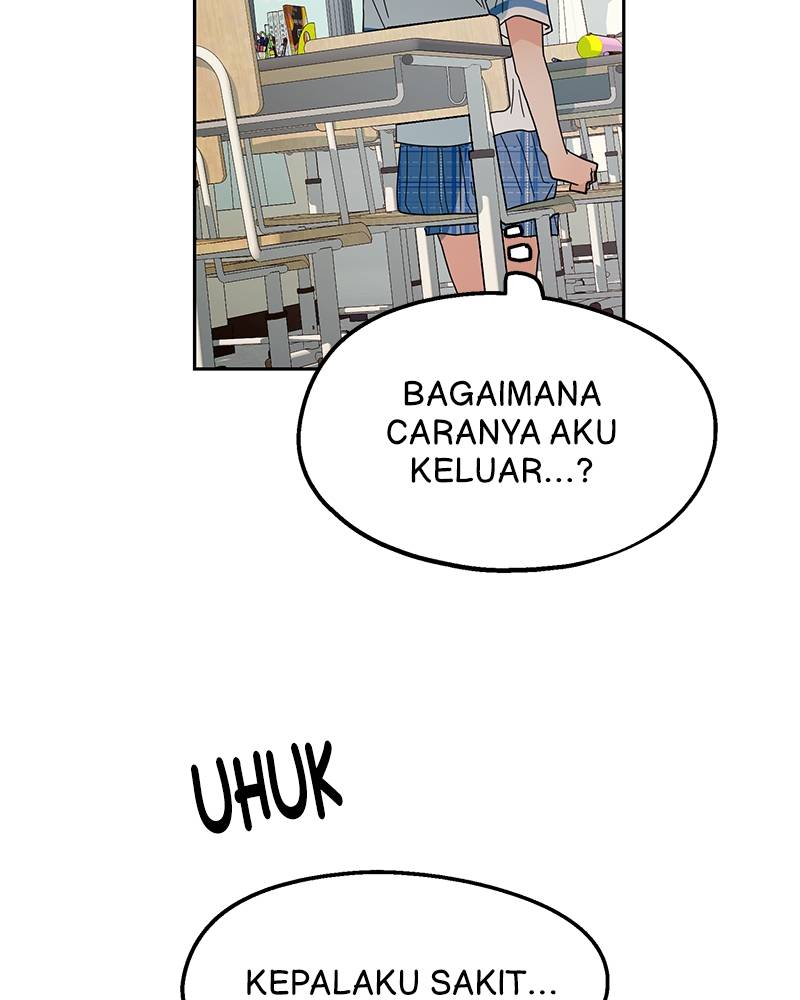 BAGAIMANA
CARANYA AKU
KELUAR...?
UHUK
KEPALAKU SAKIT...